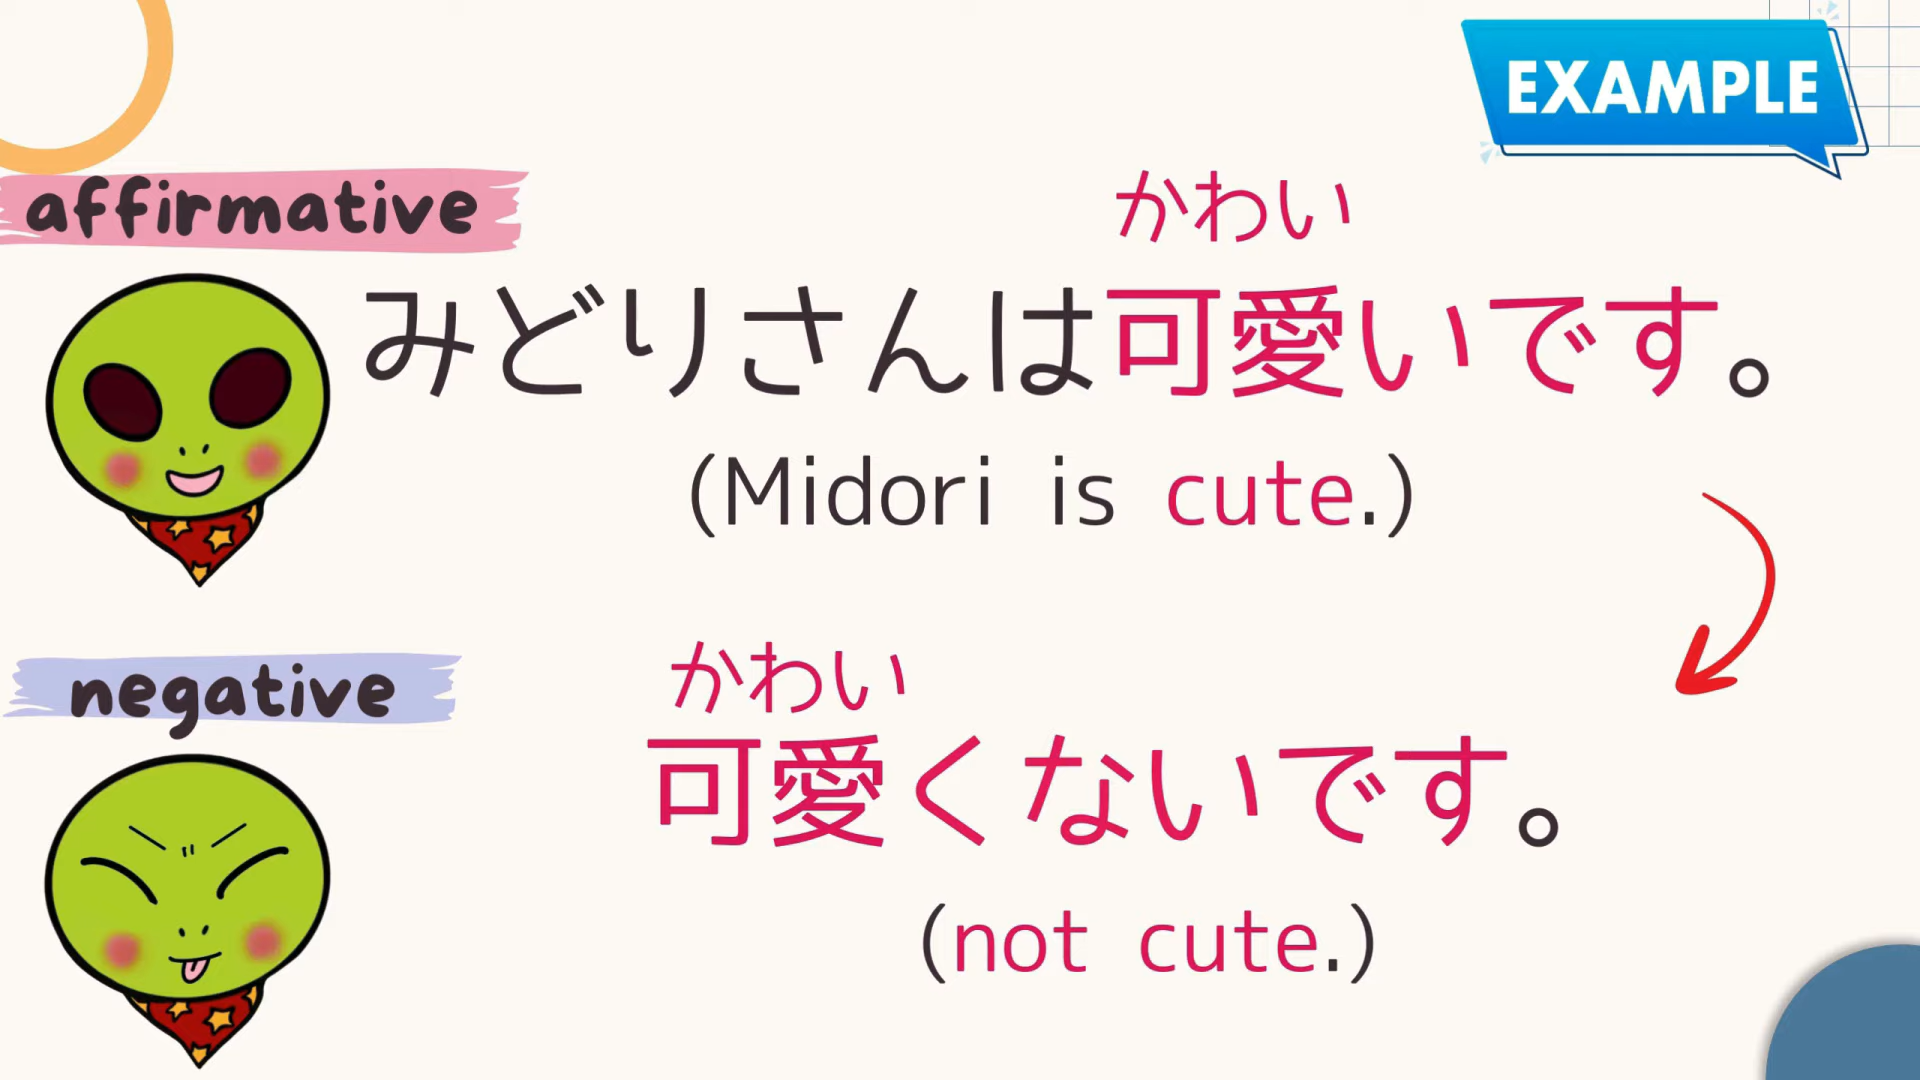 EXAMPLE
affirmative
かわい
みどりさんは可愛いです。
(Midori is cute.)
negative
かわい
可愛くないです。
(not cute.)